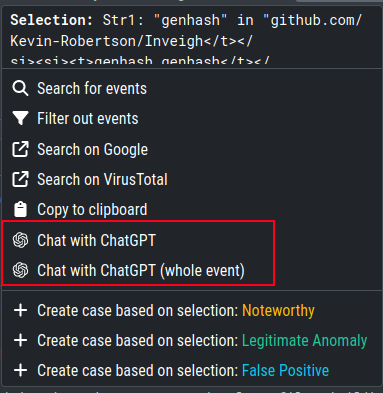 Selection: Str1: "genhash" in "github.com/
Kevin-Robertson/Inveigh</t></
si><si><t>genhash genhash</t></
Search for events
Filter out events
Search on Google
Search on VirusTotal
Copy to clipboard
Chat with ChatGPT
Chat with ChatGPT (whole event)
Create case based on selection: Noteworthy
Create case based on selection: Legitimate Anomaly
Create case based on selection: False Positive